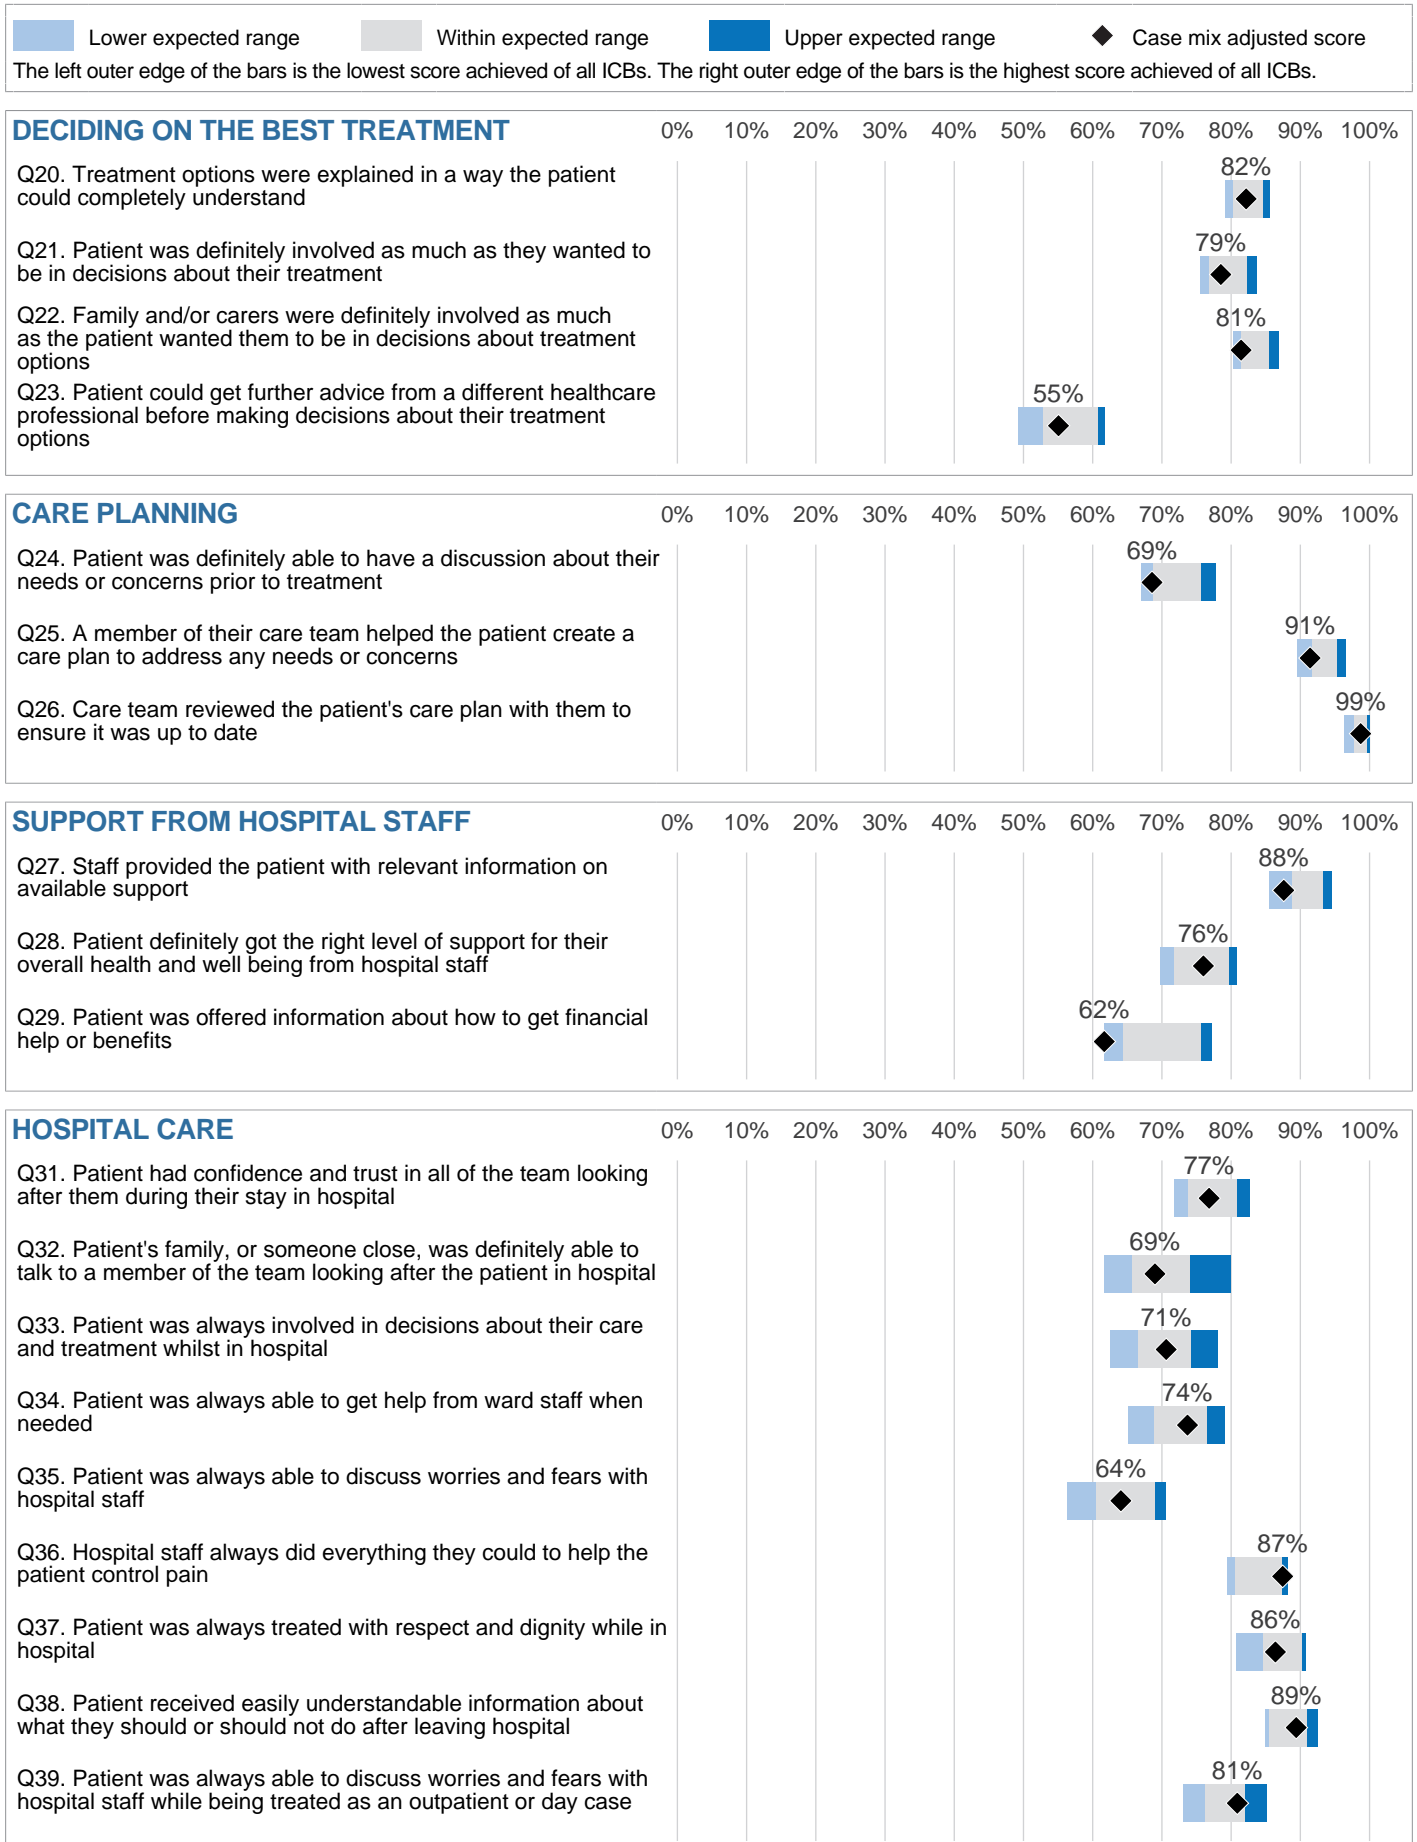 Lower expected range Within expected range Upper expected range Case mix adjusted score
The left outer edge of the bars is the lowest score achieved of all ICBs. The right outer edge of the bars is the highest score achieved of all ICBs.
DECIDING ON THE BEST TREATMENT 0% 10% 20% 30% 40% 50% 60% 70% 80% 90% 100%
Q20. Treatment options were explained in a way the patient
could completely understand
82%
Q21. Patient was definitely involved as much as they wanted to
be in decisions about their treatment
79%
Q22. Family and/or carers were definitely involved as much
as the patient wanted them to be in decisions about treatment
options
81%
Q23. Patient could get further advice from a different healthcare
professional before making decisions about their treatment
options
55%
CARE PLANNING 0% 10% 20% 30% 40% 50% 60% 70% 80% 90% 100%
Q24. Patient was definitely able to have a discussion about their
needs or concerns prior to treatment
69%
Q25. A member of their care team helped the patient create a
care plan to address any needs or concerns
91%
Q26. Care team reviewed the patient's care plan with them to
ensure it was up to date
99%
SUPPORT FROM HOSPITAL STAFF 0% 10% 20% 30% 40% 50% 60% 70% 80% 90% 100%
Q27. Staff provided the patient with relevant information on
available support
88%
Q28. Patient definitely got the right level of support for their
overall health and well being from hospital staff
76%
Q29. Patient was offered information about how to get financial
help or benefits
62%
HOSPITAL CARE 0% 10% 20% 30% 40% 50% 60% 70% 80% 90% 100%
Q31. Patient had confidence and trust in all of the team looking
after them during their stay in hospital
77%
Q32. Patient's family, or someone close, was definitely able to
talk to a member of the team looking after the patient in hospital
69%
Q33. Patient was always involved in decisions about their care
and treatment whilst in hospital
71%
Q34. Patient was always able to get help from ward staff when
needed
74%
Q35. Patient was always able to discuss worries and fears with
hospital staff
64%
Q36. Hospital staff always did everything they could to help the
patient control pain
87%
Q37. Patient was always treated with respect and dignity while in
hospital
86%
Q38. Patient received easily understandable information about
what they should or should not do after leaving hospital
89%
Q39. Patient was always able to discuss worries and fears with
hospital staff while being treated as an outpatient or day case
81%